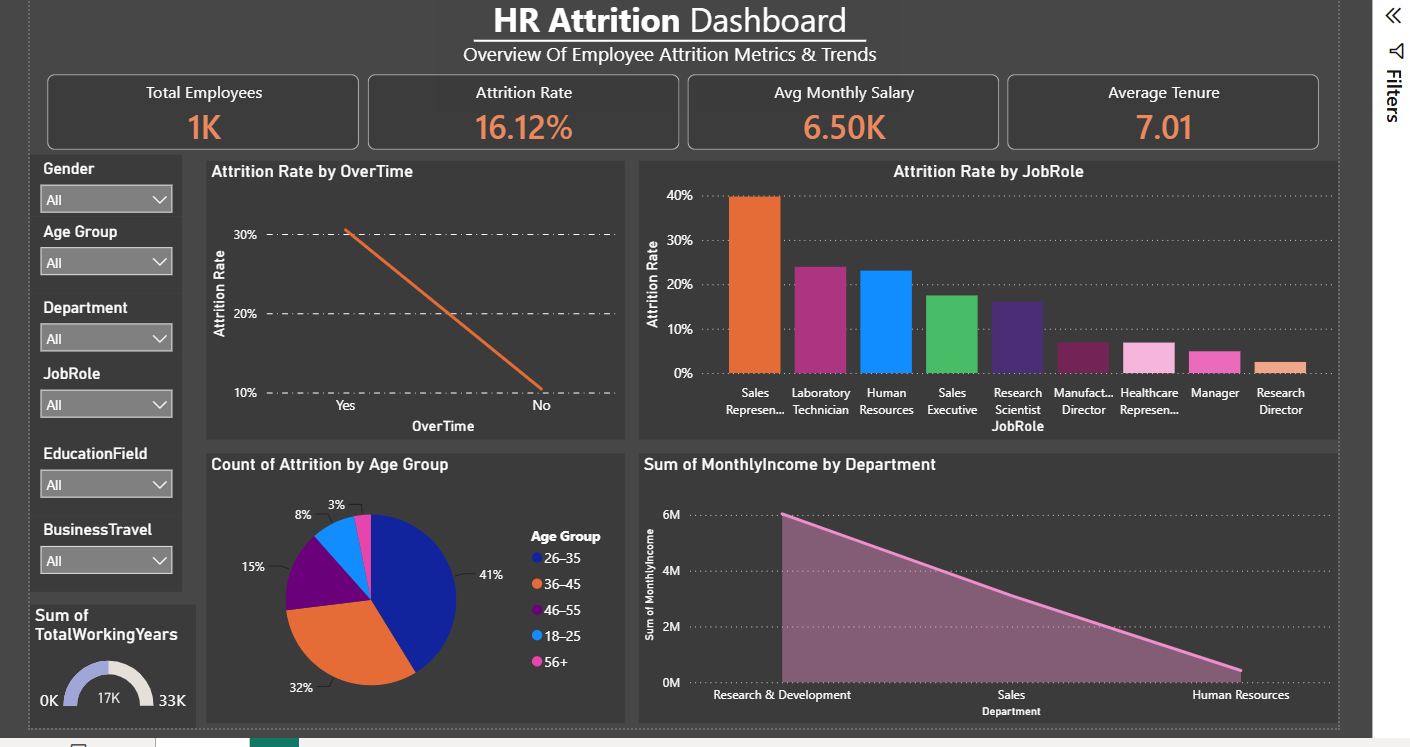 HR Attrition Dashboard
Overview Of Employee Attrition Metrics & Trends
Total Employees
1K
Attrition Rate
16.12%
Avg Monthly Salary
6.50K
Average Tenure
7.01
Filters
Gender
All
Age Group
All
Department
All
JobRole
All
EducationField
All
BusinessTravel
All
Sum of
TotalWorkingYears
0K
17K
33K
Attrition Rate by OverTime
Attrition Rate
30%
20%
10%
Yes
No
OverTime
Attrition Rate by JobRole
Attrition Rate
40%
30%
20%
10%
0%
Sales
Represen...
Laboratory
Technician
Human
Resources
Sales
Executive
Research
Scientist
Manufact...
Director
Healthcare
Represen...
Manager
Research
Director
JobRole
Count of Attrition by Age Group
3%
8%
15%
41%
32%
Age Group
26–35
36–45
46–55
18–25
56+
Sum of MonthlyIncome by Department
Sum of MonthlyIncome
6M
4M
2M
0M
Research & Development
Sales
Human Resources
Department